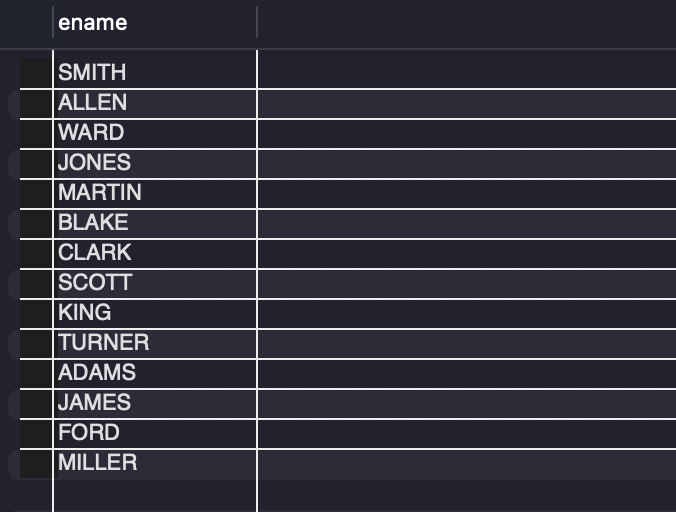 ename
SMITH
ALLEN
WARD
JONES
MARTIN
BLAKE
CLARK
SCOTT
KING
TURNER
ADAMS
JAMES
FORD
MILLER